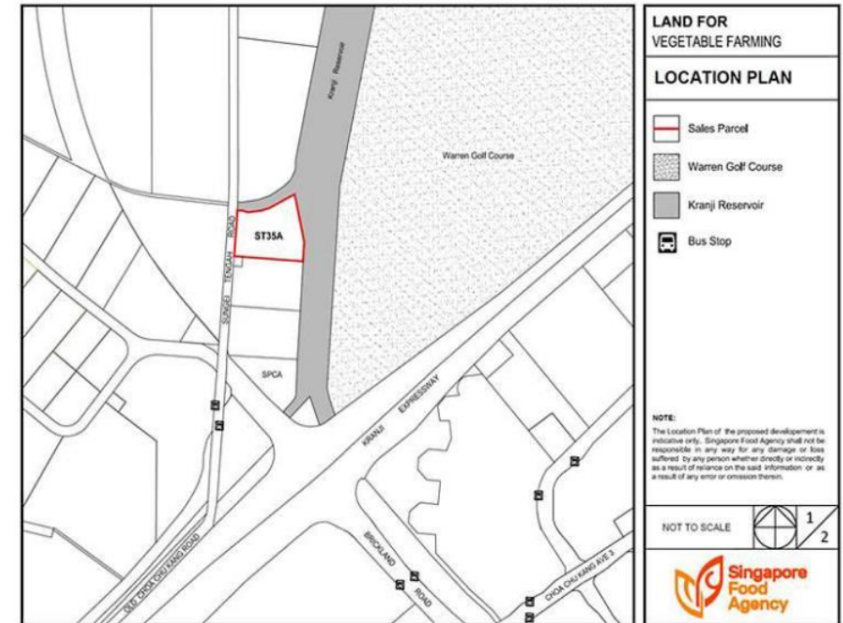 Kranji Reservoir
Warren Golf Course
SUNGEI TENGAH ROAD
ST35A
SPCA
KRANJI EXPRESSWAY
OLD CHOA CHU KANG ROAD
BRICKLAND ROAD
CHOA CHU KANG AVE 3
LAND FOR
VEGETABLE FARMING
LOCATION PLAN
Sales Parcel
Warren Golf Course
Kranji Reservoir
Bus Stop
NOTE:
The Location Plan of the proposed developement is
indicative only. Singapore Food Agency shall not be
responsible in any way for any damage or loss
suffered by any person whether directly or indirectly
as a result of reliance on the said information or as
a result of any error or omission therein.
NOT TO SCALE
1
2
Singapore
Food
Agency